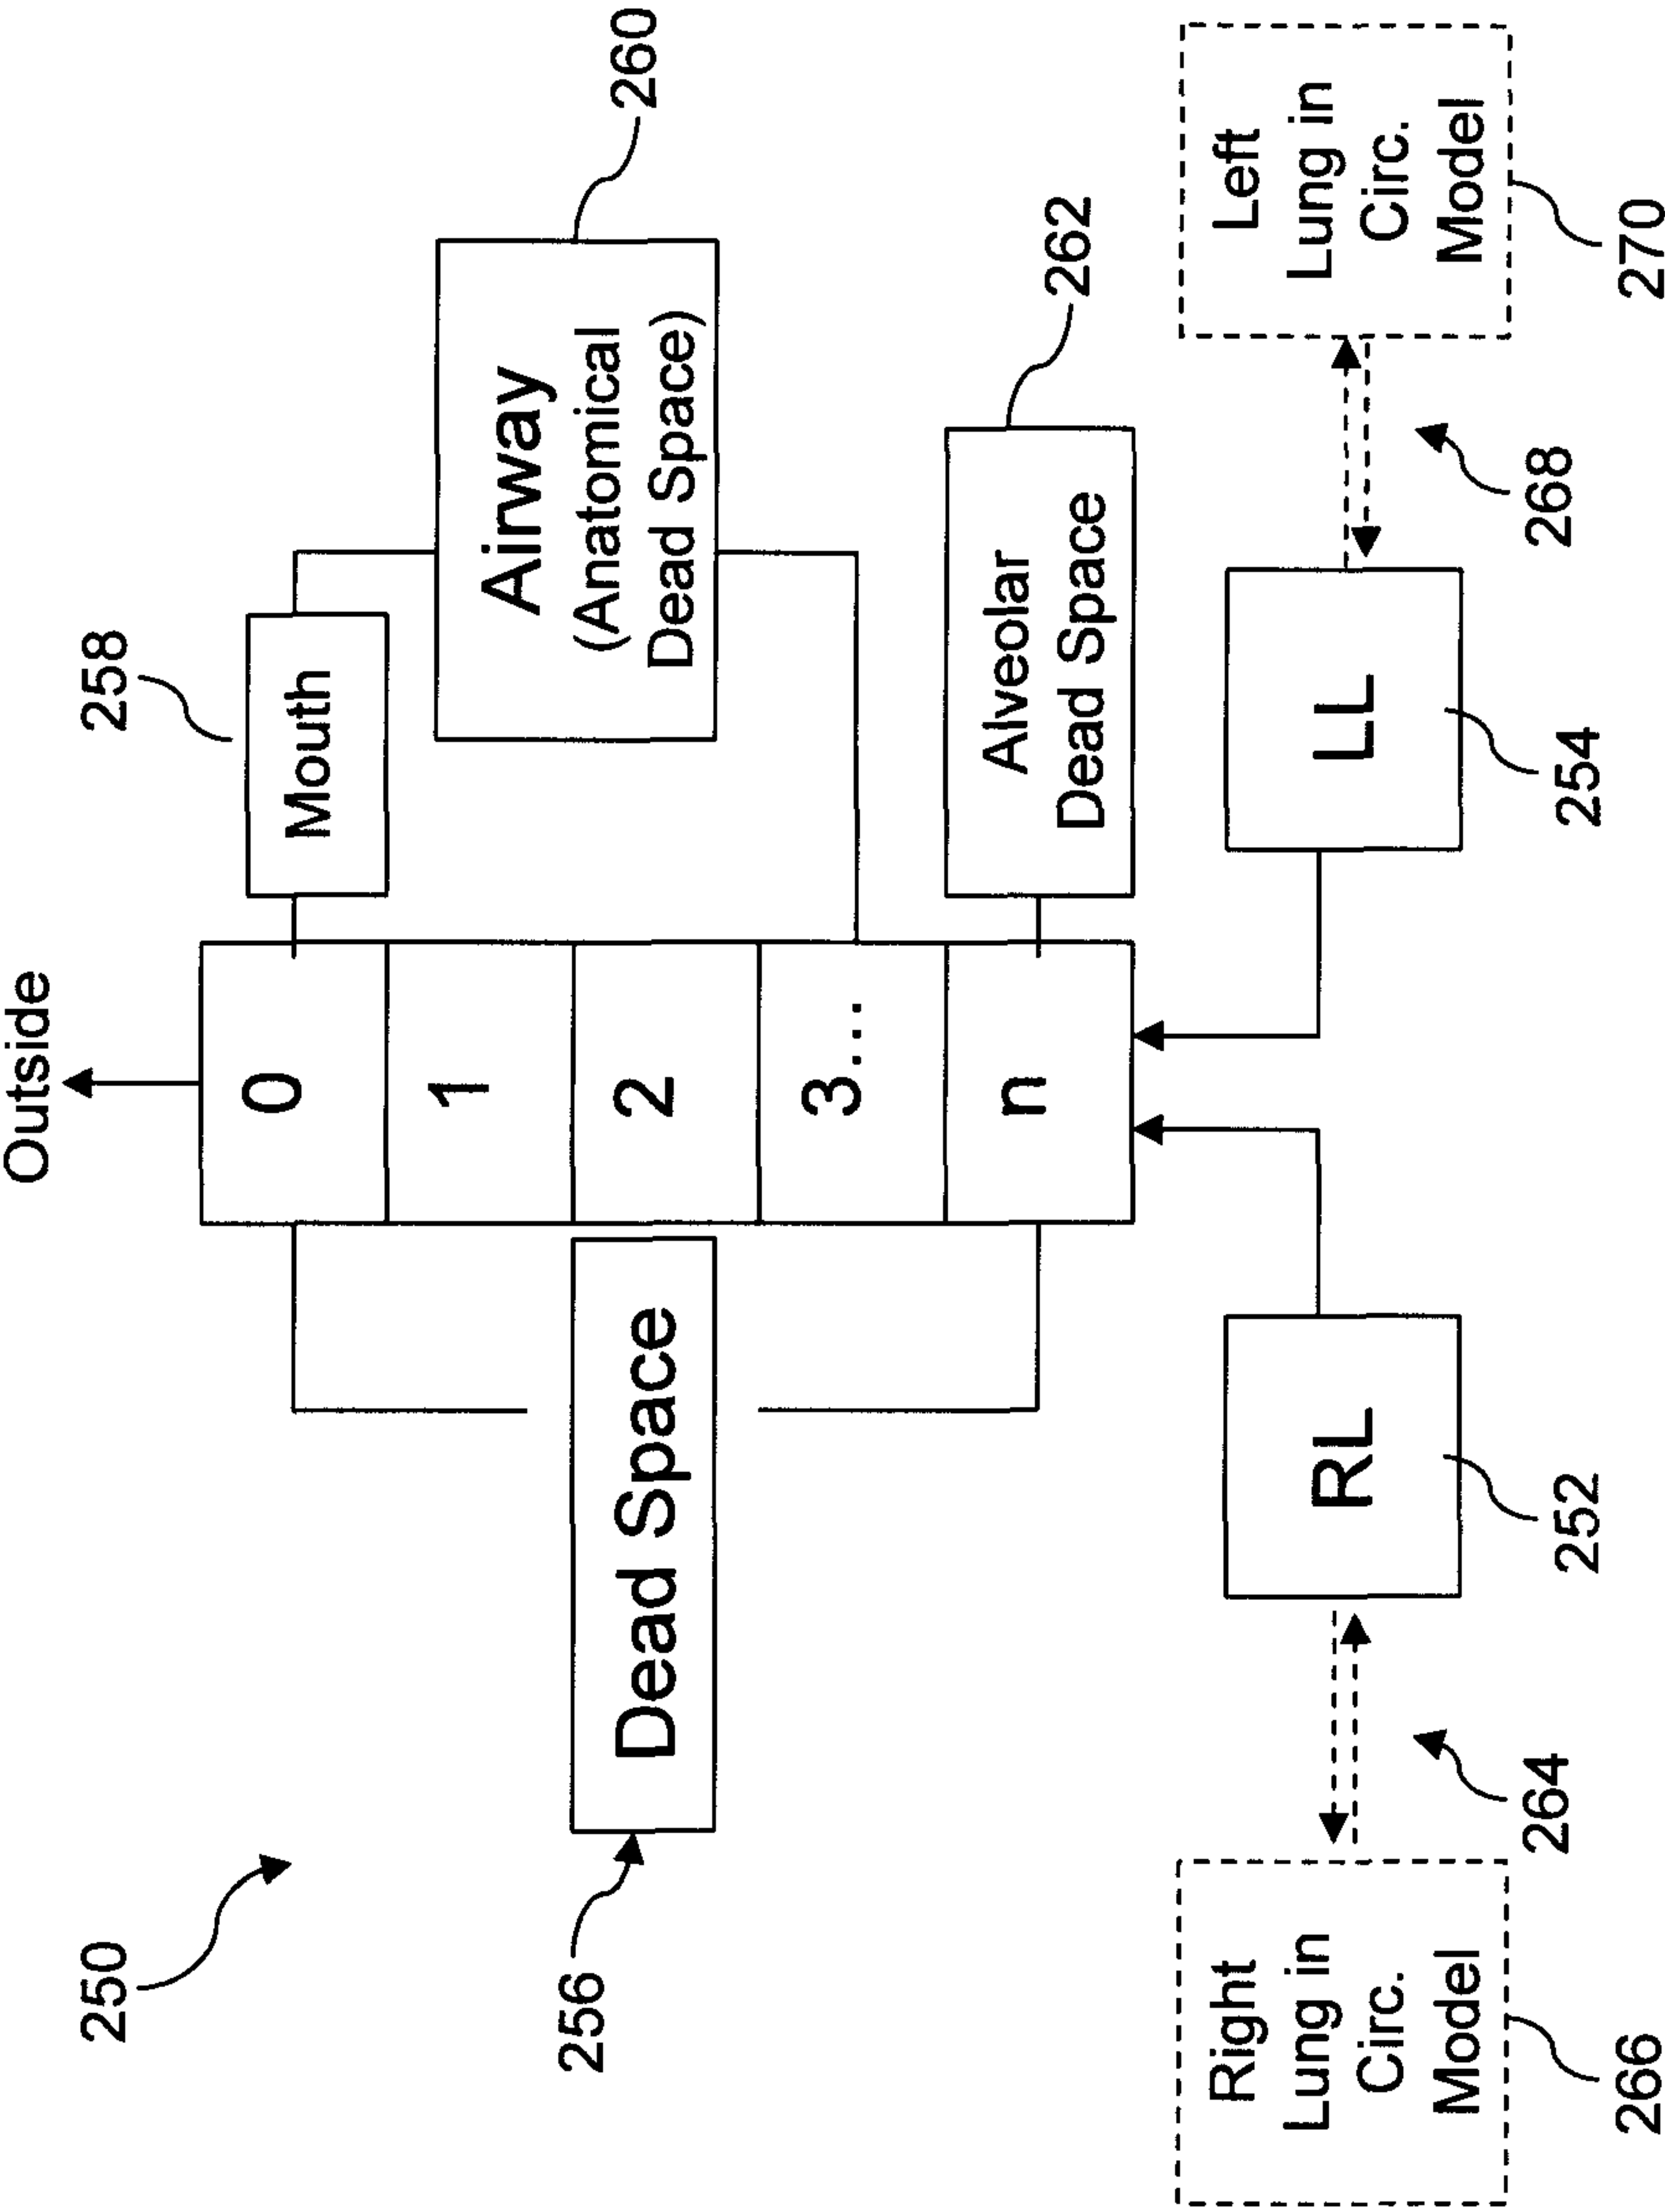 Outside
250
258
Mouth
260
0
1
2
3...
n
Airway
(Anatomical
Dead Space)
256
Dead Space
262
Alveolar
Dead Space
Right
Lung in
Circ.
Model
266
264
RL
252
LL
254
268
Left
Lung in
Circ.
Model
270